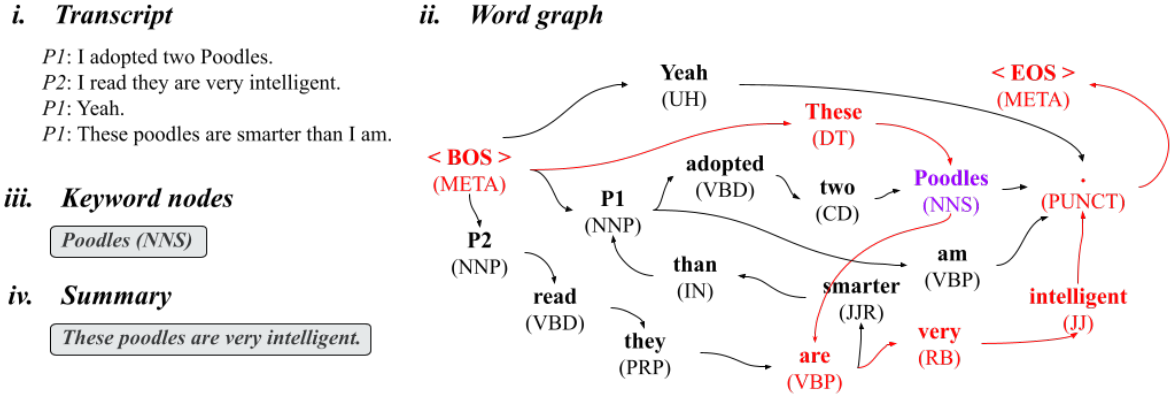 i. Transcript
P1: I adopted two Poodles.
P2: I read they are very intelligent.
P1: Yeah.
P1: These poodles are smarter than I am.
iii. Keyword nodes
Poodles (NNS)
iv. Summary
These poodles are very intelligent.
ii. Word graph
Yeah
(UH)
< EOS >
(META)
These
(DT)
< BOS >
(META)
adopted
(VBD)
two
(CD)
Poodles
(NNS)
.
(PUNCT)
P1
(NNP)
P2
(NNP)
than
(IN)
am
(VBP)
smarter
(JJR)
read
(VBD)
intelligent
(JJ)
they
(PRP)
are
(VBP)
very
(RB)